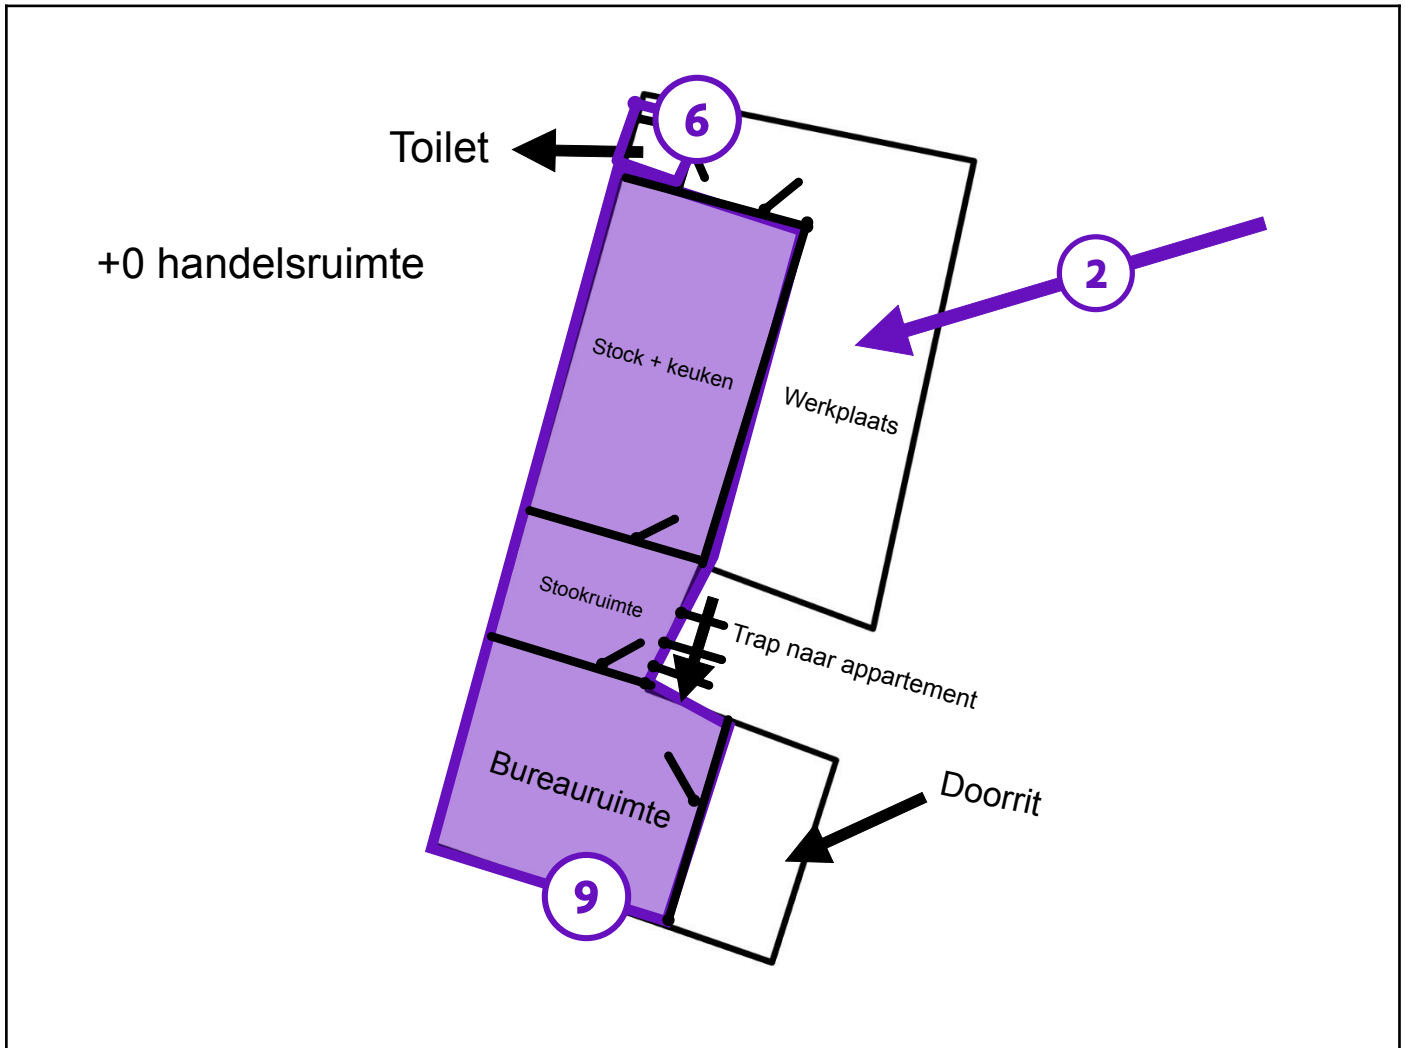 6
Toilet
2
+0 handelsruimte
Stock + keuken
Werkplaats
Stookruimte
Trap naar appartement
Bureauruimte
Doorrit
9